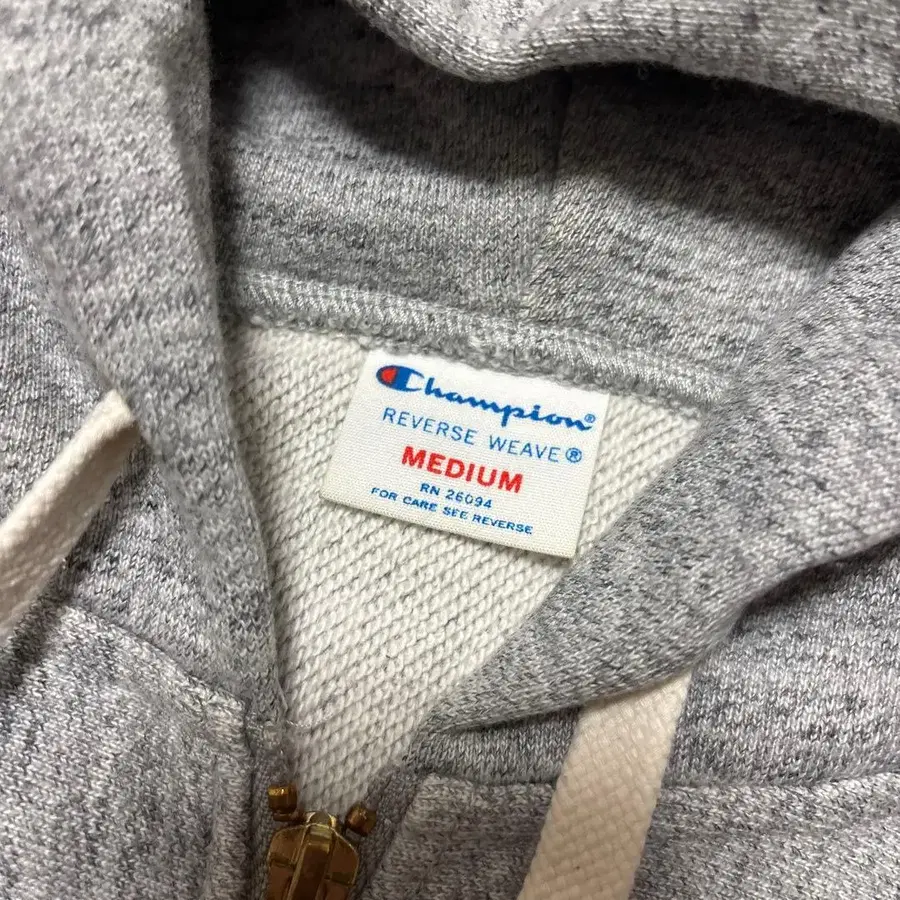 Champion®
REVERSE WEAVE®
MEDIUM
RN 26094
FOR CARE SEE REVERSE